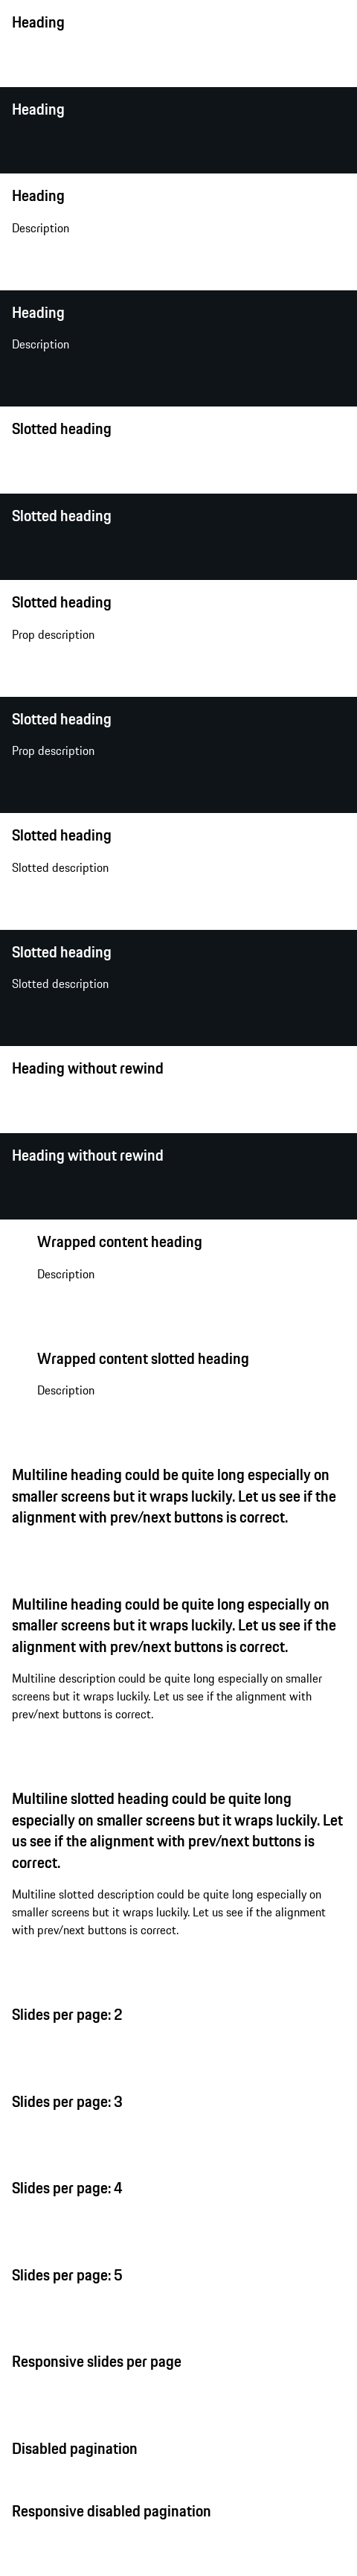 Heading
Heading
Heading
Description
Heading
Description
Slotted heading
Slotted heading
Slotted heading
Prop description
Slotted heading
Prop description
Slotted heading
Slotted description
Slotted heading
Slotted description
Heading without rewind
Heading without rewind
Wrapped content heading
Description
Wrapped content slotted heading
Description
Multiline heading could be quite long especially on
smaller screens but it wraps luckily. Let us see if the
alignment with prev/next buttons is correct.
Multiline heading could be quite long especially on
smaller screens but it wraps luckily. Let us see if the
alignment with prev/next buttons is correct.
Multiline description could be quite long especially on smaller
screens but it wraps luckily. Let us see if the alignment with
prev/next buttons is correct.
Multiline slotted heading could be quite long
especially on smaller screens but it wraps luckily. Let
us see if the alignment with prev/next buttons is
correct.
Multiline slotted description could be quite long especially on
smaller screens but it wraps luckily. Let us see if the alignment
with prev/next buttons is correct.
Slides per page: 2
Slides per page: 3
Slides per page: 4
Slides per page: 5
Responsive slides per page
Disabled pagination
Responsive disabled pagination